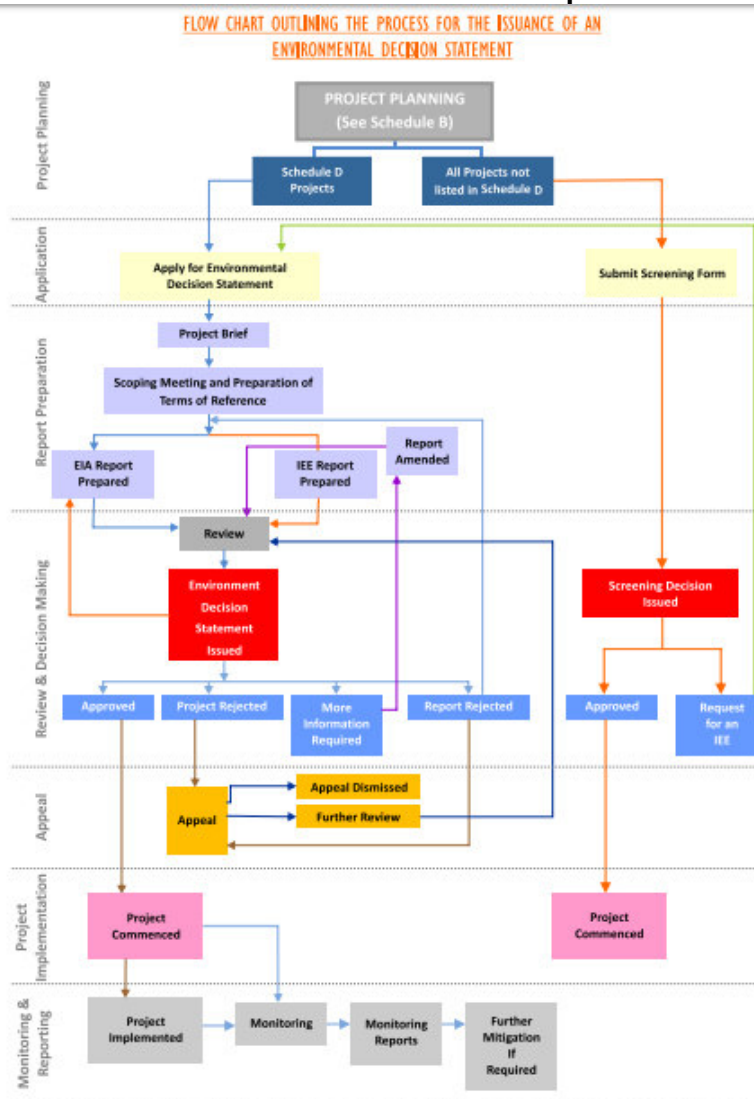 FLOW CHART OUTLINING THE PROCESS FOR THE ISSUANCE OF AN
ENVIRONMENTAL DECISION STATEMENT
Project Planning
PROJECT PLANNING
(See Schedule B)
Schedule D
Projects
All Projects not
listed in Schedule D
Application
Apply for Environmental
Decision Statement
Submit Screening Form
Report Preparation
Project Brief
Scoping Meeting and Preparation of
Terms of Reference
EIA Report
Prepared
IEE Report
Prepared
Report
Amended
Review & Decision Making
Review
Environment
Decision
Statement
Issued
Screening Decision
Issued
Approved
Project Rejected
More
Information
Required
Report Rejected
Approved
Request
for an
IEE
Appeal
Appeal
Appeal Dismissed
Further Review
Project
Implementation
Project
Commenced
Project
Commenced
Monitoring &
Reporting
Project
Implemented
Monitoring
Monitoring
Reports
Further
Mitigation
If
Required